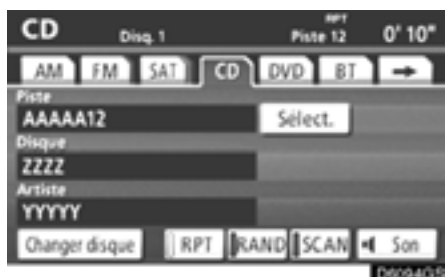 CD Disq. 1 RPT Piste 12 0' 10"
AM FM SAT CD DVD BT
Piste
AAAAA12 Sélect.
Disque
ZZZZ
Artiste
YYYYY
Changer disque RPT RAND SCAN Son